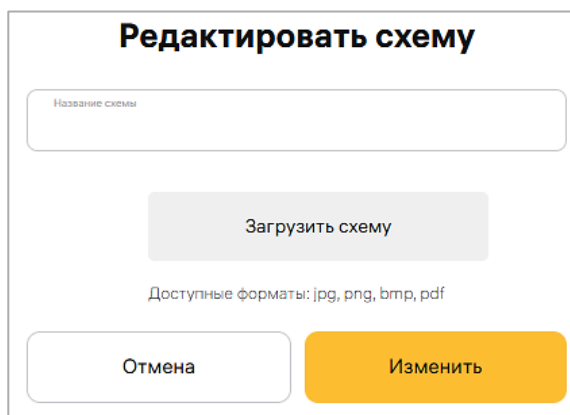 Редактировать схему
Название схемы
Загрузить схему
Доступные форматы: jpg, png, bmp, pdf
Отмена
Изменить